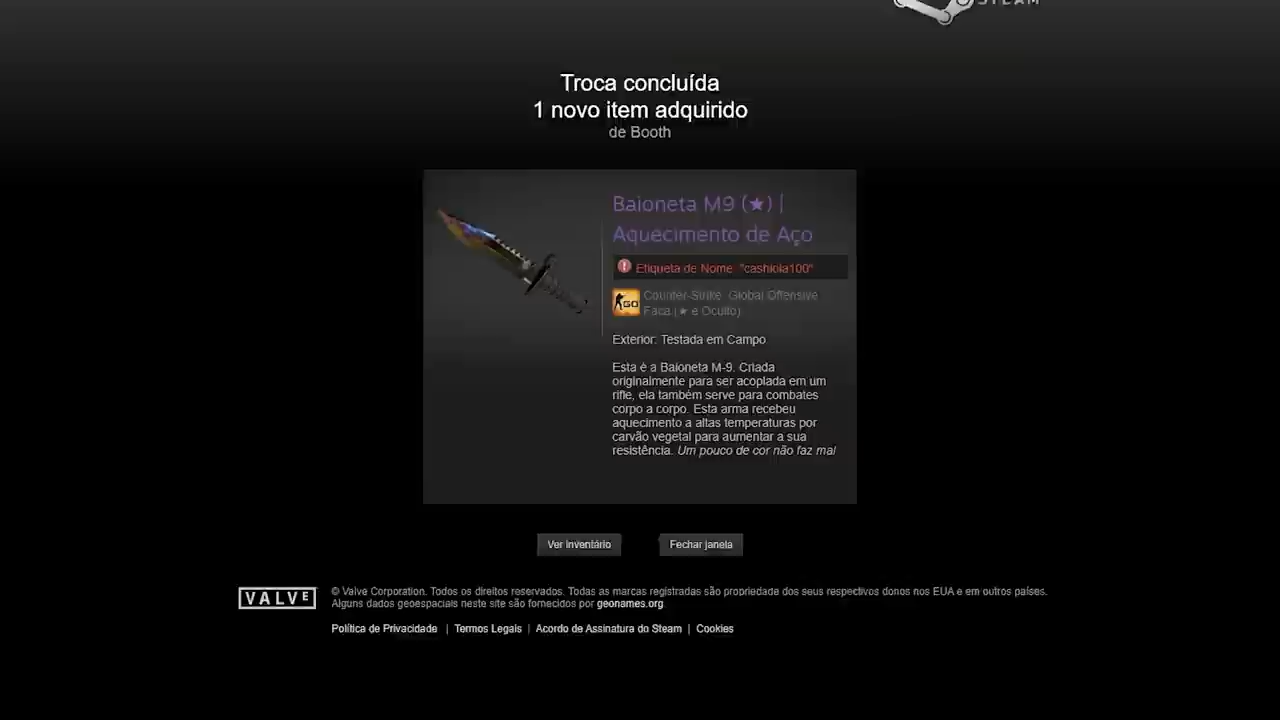 STEAM
Troca concluída
1 novo item adquirido
de Booth
Baioneta M9 (★) |
Aquecimento de Aço
Etiqueta de Nome: "cashlola100"
GO
Counter-Strike: Global Offensive
Faca (★ e Oculto)
Exterior: Testada em Campo
Esta é a Baioneta M-9. Criada
originalmente para ser acoplada em um
rifle, ela também serve para combates
corpo a corpo. Esta arma recebeu
aquecimento a altas temperaturas por
carvão vegetal para aumentar a sua
resistência. Um pouco de cor não faz mal
Ver inventário
Fechar janela
VALVE
© Valve Corporation. Todos os direitos reservados. Todas as marcas registradas são propriedade dos seus respectivos donos nos EUA e em outros países.
Alguns dados geoespaciais neste site são fornecidos por geonames.org
Política de Privacidade | Termos Legais | Acordo de Assinatura do Steam | Cookies